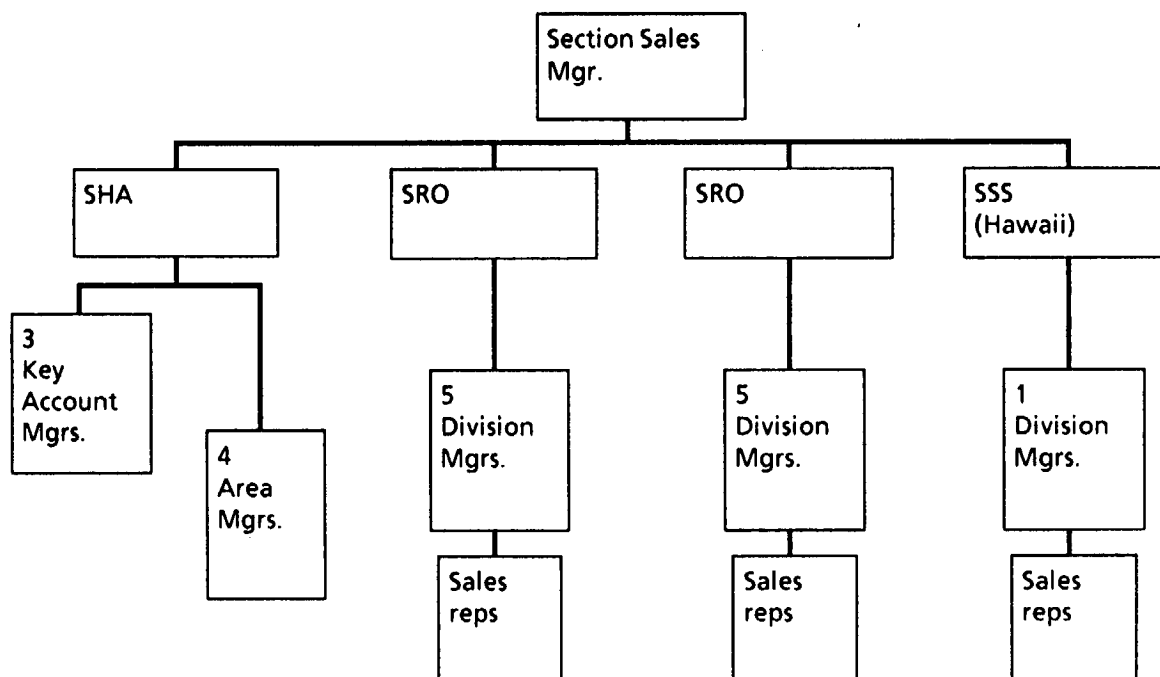 Section Sales
Mgr.
SHA
SRO
SRO
SSS
(Hawaii)
3
Key
Account
Mgrs.
4
Area
Mgrs.
5
Division
Mgrs.
5
Division
Mgrs.
1
Division
Mgrs.
Sales
reps
Sales
reps
Sales
reps